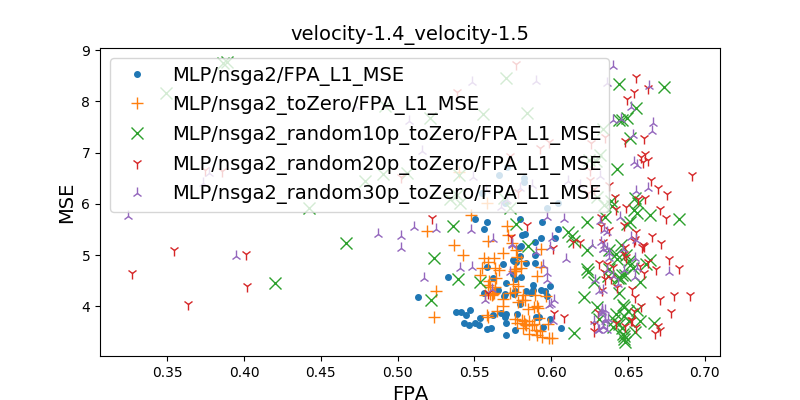 velocity-1.4_velocity-1.5
9
8
7
6
5
4
MSE
MLP/nsga2/FPA_L1_MSE
MLP/nsga2_toZero/FPA_L1_MSE
MLP/nsga2_random10p_toZero/FPA_L1_MSE
MLP/nsga2_random20p_toZero/FPA_L1_MSE
MLP/nsga2_random30p_toZero/FPA_L1_MSE
0.35 0.40 0.45 0.50 0.55 0.60 0.65 0.70
FPA